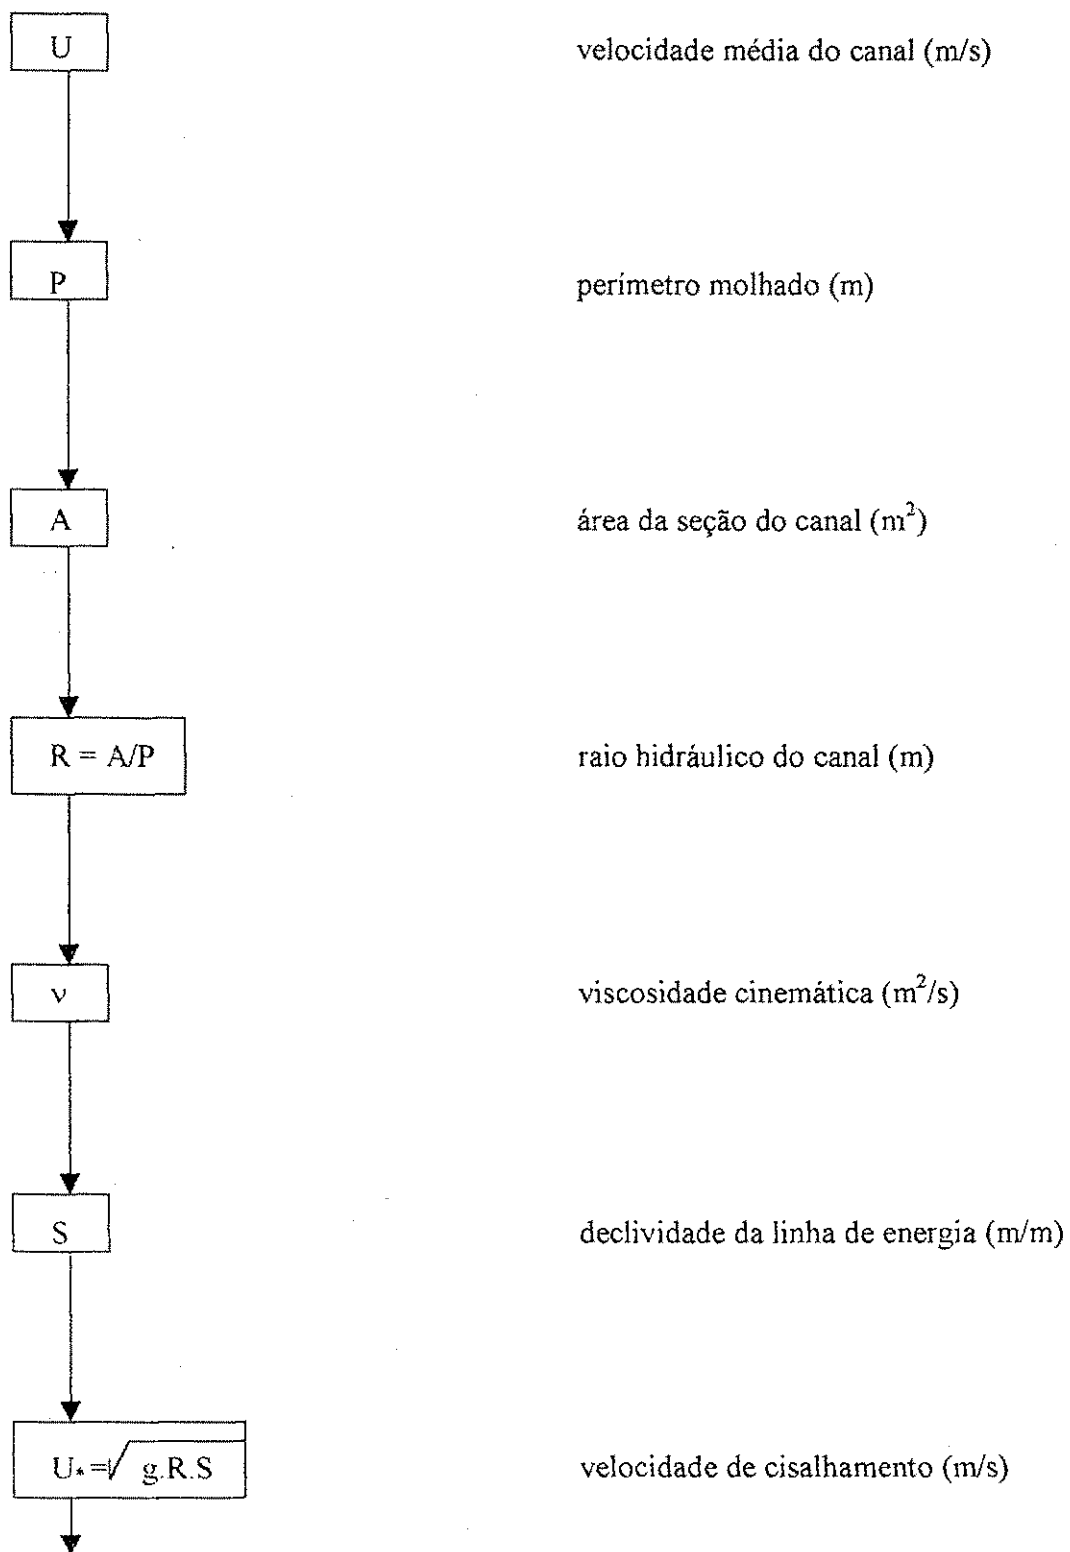 U velocidade média do canal (m/s)
P perímetro molhado (m)
A área da seção do canal (m²)
R = A/P raio hidráulico do canal (m)
ν viscosidade cinemática (m²/s)
S declividade da linha de energia (m/m)
U* = √g.R.S velocidade de cisalhamento (m/s)